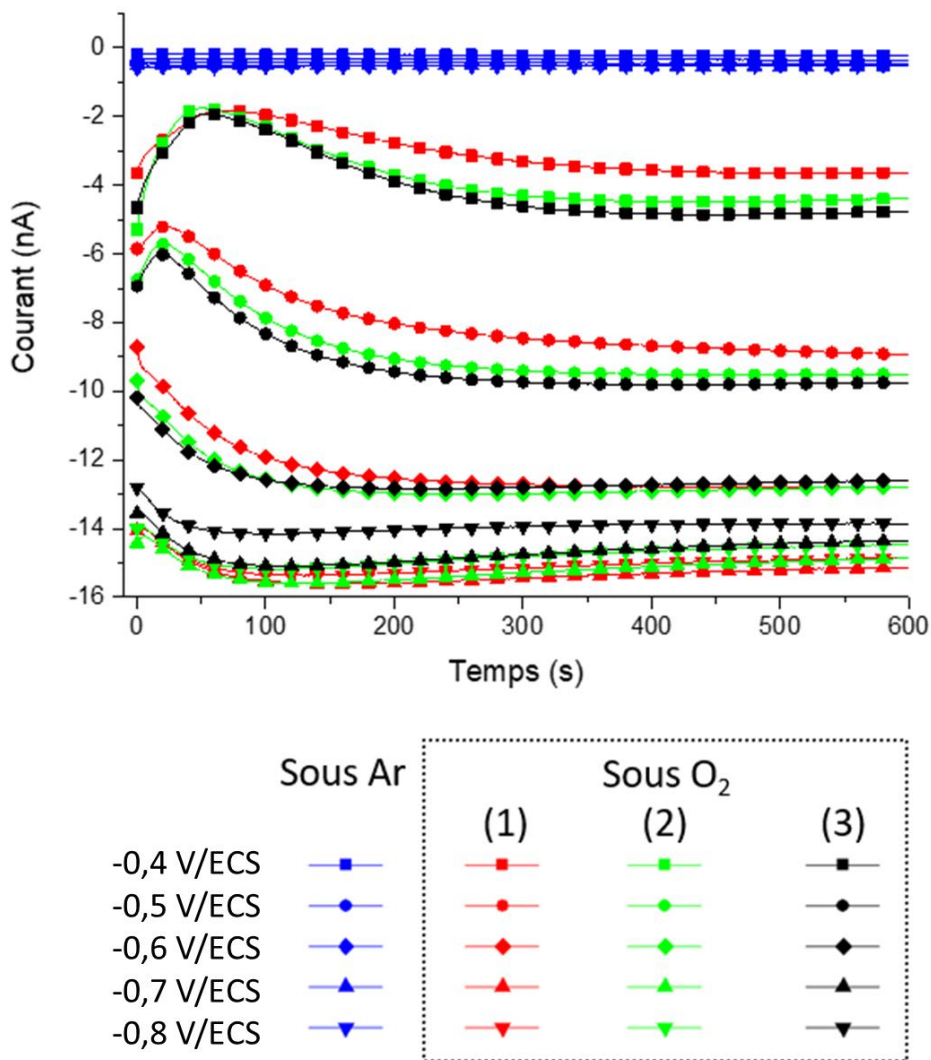 0
-2
-4
-6
-8
-10
-12
-14
-16
Courant (nA)
0 100 200 300 400 500 600
Temps (s)
Sous Ar Sous O₂
(1) (2) (3)
-0,4 V/ECS
-0,5 V/ECS
-0,6 V/ECS
-0,7 V/ECS
-0,8 V/ECS